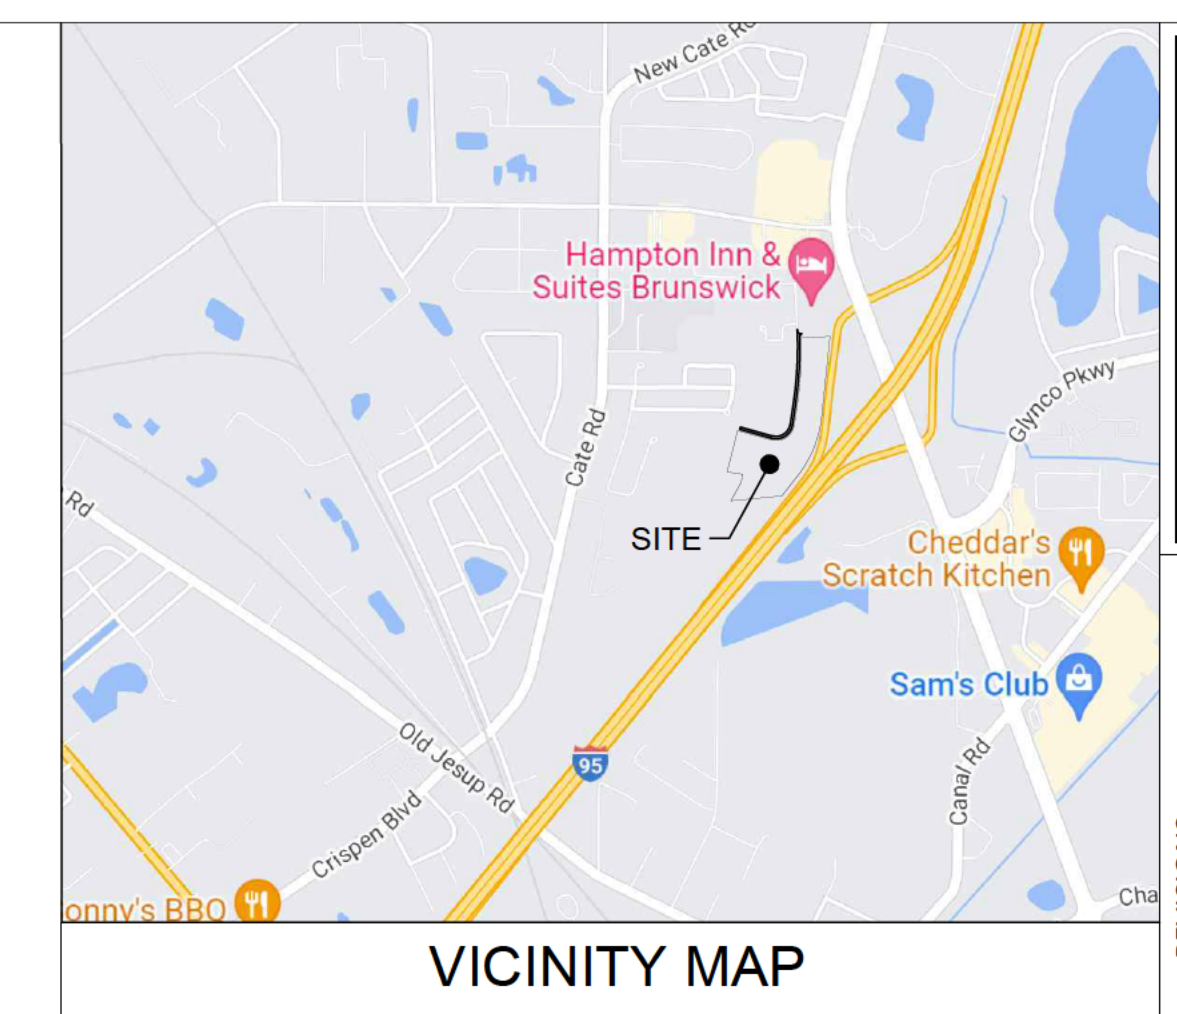 New Cate Rd
Hampton Inn &
Suites Brunswick
Glynco Pkwy
Cate Rd
Rd
SITE
Cheddar's
Scratch Kitchen
Sam's Club
Old Jesup Rd
95
Canal Rd
Crispen Blvd
onny's BBQ
Cha
VICINITY MAP